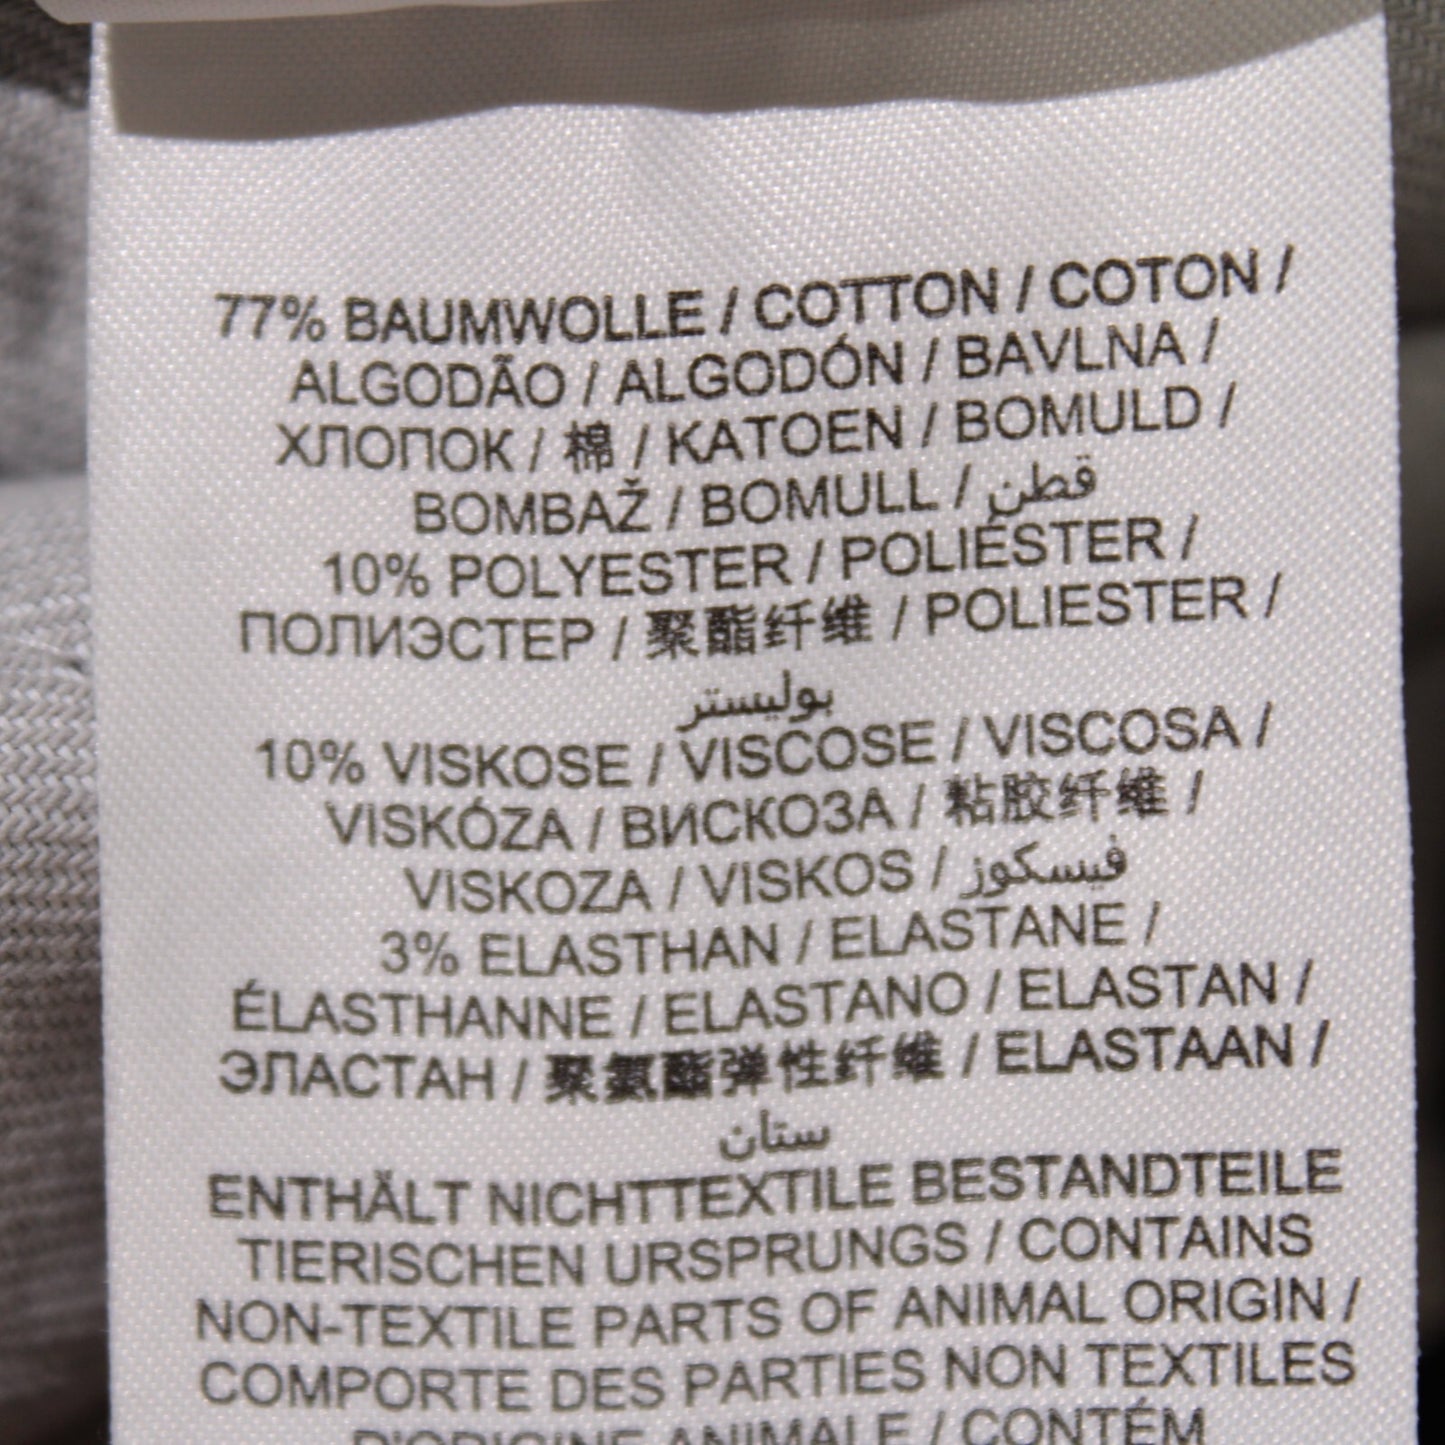 77% BAUMWOLLE / COTTON / COTON /
ALGODÃO / ALGODÓN / BAVLNA /
ХЛОПОК / 棉 / KATOEN / BOMULD /
BOMBAŽ / BOMULL / قطن
10% POLYESTER / POLIÉSTER /
ПОЛИЭСТЕР / 聚酯纤维 / POLIESTER /
بوليستر
10% VISKOSE / VISCOSE / VISCOSA /
VISKÓZA / ВИСКОЗА / 粘胶纤维 /
VISKOZA / VISKOS / فيسكوز
3% ELASTHAN / ELASTANE /
ÉLASTHANNE / ELASTANO / ELASTAN /
ЭЛАСТАН / 聚氨酯弹性纤维 / ELASTAAN /
ستان
ENTHÄLT NICHTTEXTILE BESTANDTEILE
TIERISCHEN URSPRUNGS / CONTAINS
NON-TEXTILE PARTS OF ANIMAL ORIGIN /
COMPORTE DES PARTIES NON TEXTILES
D'ORIGINE ANIMALE / CONTÉM